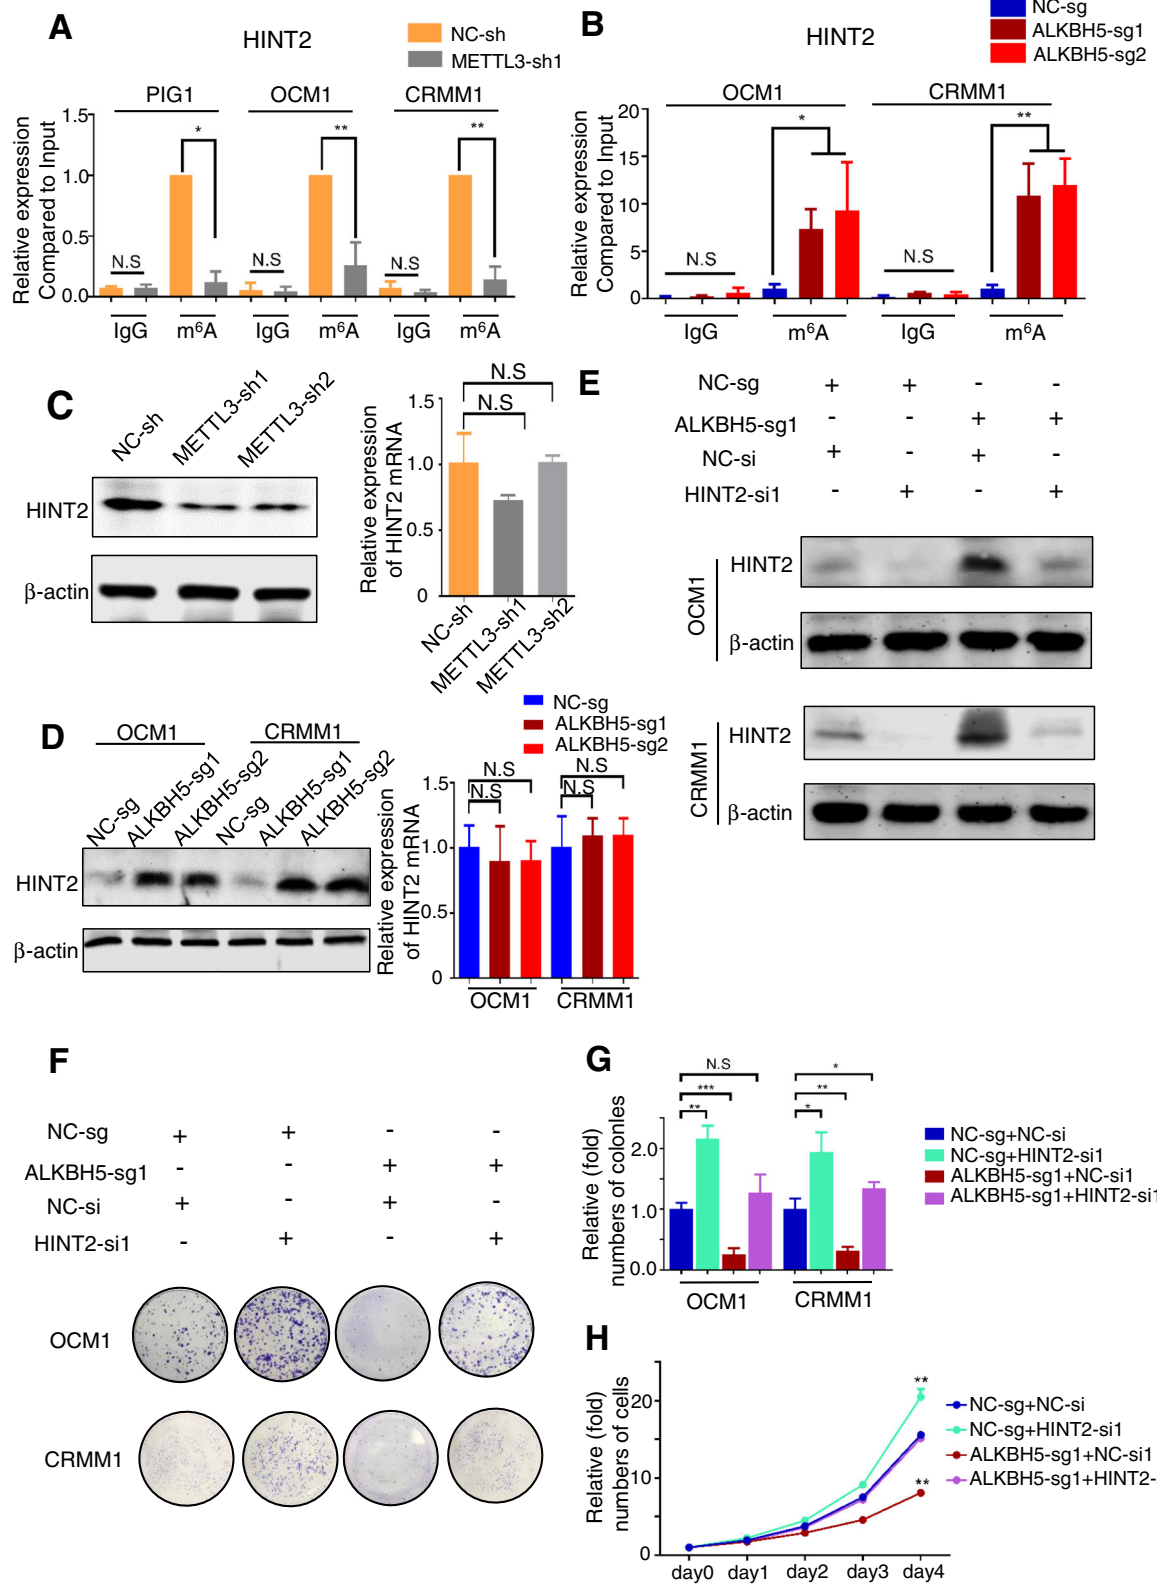 A
HINT2
NC-sh
METTL3-sh1
PIG1 OCM1 CRMM1
Relative expression
Compared to Input
1.5
1.0
0.5
0.0
* ** **
N.S N.S N.S
IgG m⁶A IgG m⁶A IgG m⁶A
B
HINT2
NC-sg
ALKBH5-sg1
ALKBH5-sg2
OCM1 CRMM1
Relative expression
Compared to Input
20
15
10
5
0
* **
N.S N.S
IgG m⁶A IgG m⁶A
C
NC-sh METTL3-sh1 METTL3-sh2
HINT2
β-actin
Relative expression
of HINT2 mRNA
1.5
1.0
0.5
0
N.S
N.S
NC-sh METTL3-sh1 METTL3-sh2
D
OCM1 CRMM1
NC-sg ALKBH5-sg1 ALKBH5-sg2 NC-sg ALKBH5-sg1 ALKBH5-sg2
HINT2
β-actin
NC-sg
ALKBH5-sg1
ALKBH5-sg2
Relative expression
of HINT2 mRNA
1.5
1.0
0.5
0
N.S N.S
N.S N.S
OCM1 CRMM1
E
NC-sg + + - -
ALKBH5-sg1 - - + +
NC-si + - + -
HINT2-si1 - + - +
OCM1
HINT2
β-actin
CRMM1
HINT2
β-actin
F
NC-sg + + - -
ALKBH5-sg1 - - + +
NC-si + - + -
HINT2-si1 - + - +
OCM1
CRMM1
G
Relative (fold)
numbers of colonies
2.0
1.0
0.0
N.S *
*** **
** *
OCM1 CRMM1
NC-sg+NC-si
NC-sg+HINT2-si1
ALKBH5-sg1+NC-si1
ALKBH5-sg1+HINT2-si1
H
Relative (fold)
numbers of cells
20
10
0
**
**
day0 day1 day2 day3 day4
NC-sg+NC-si
NC-sg+HINT2-si1
ALKBH5-sg1+NC-si1
ALKBH5-sg1+HINT2-